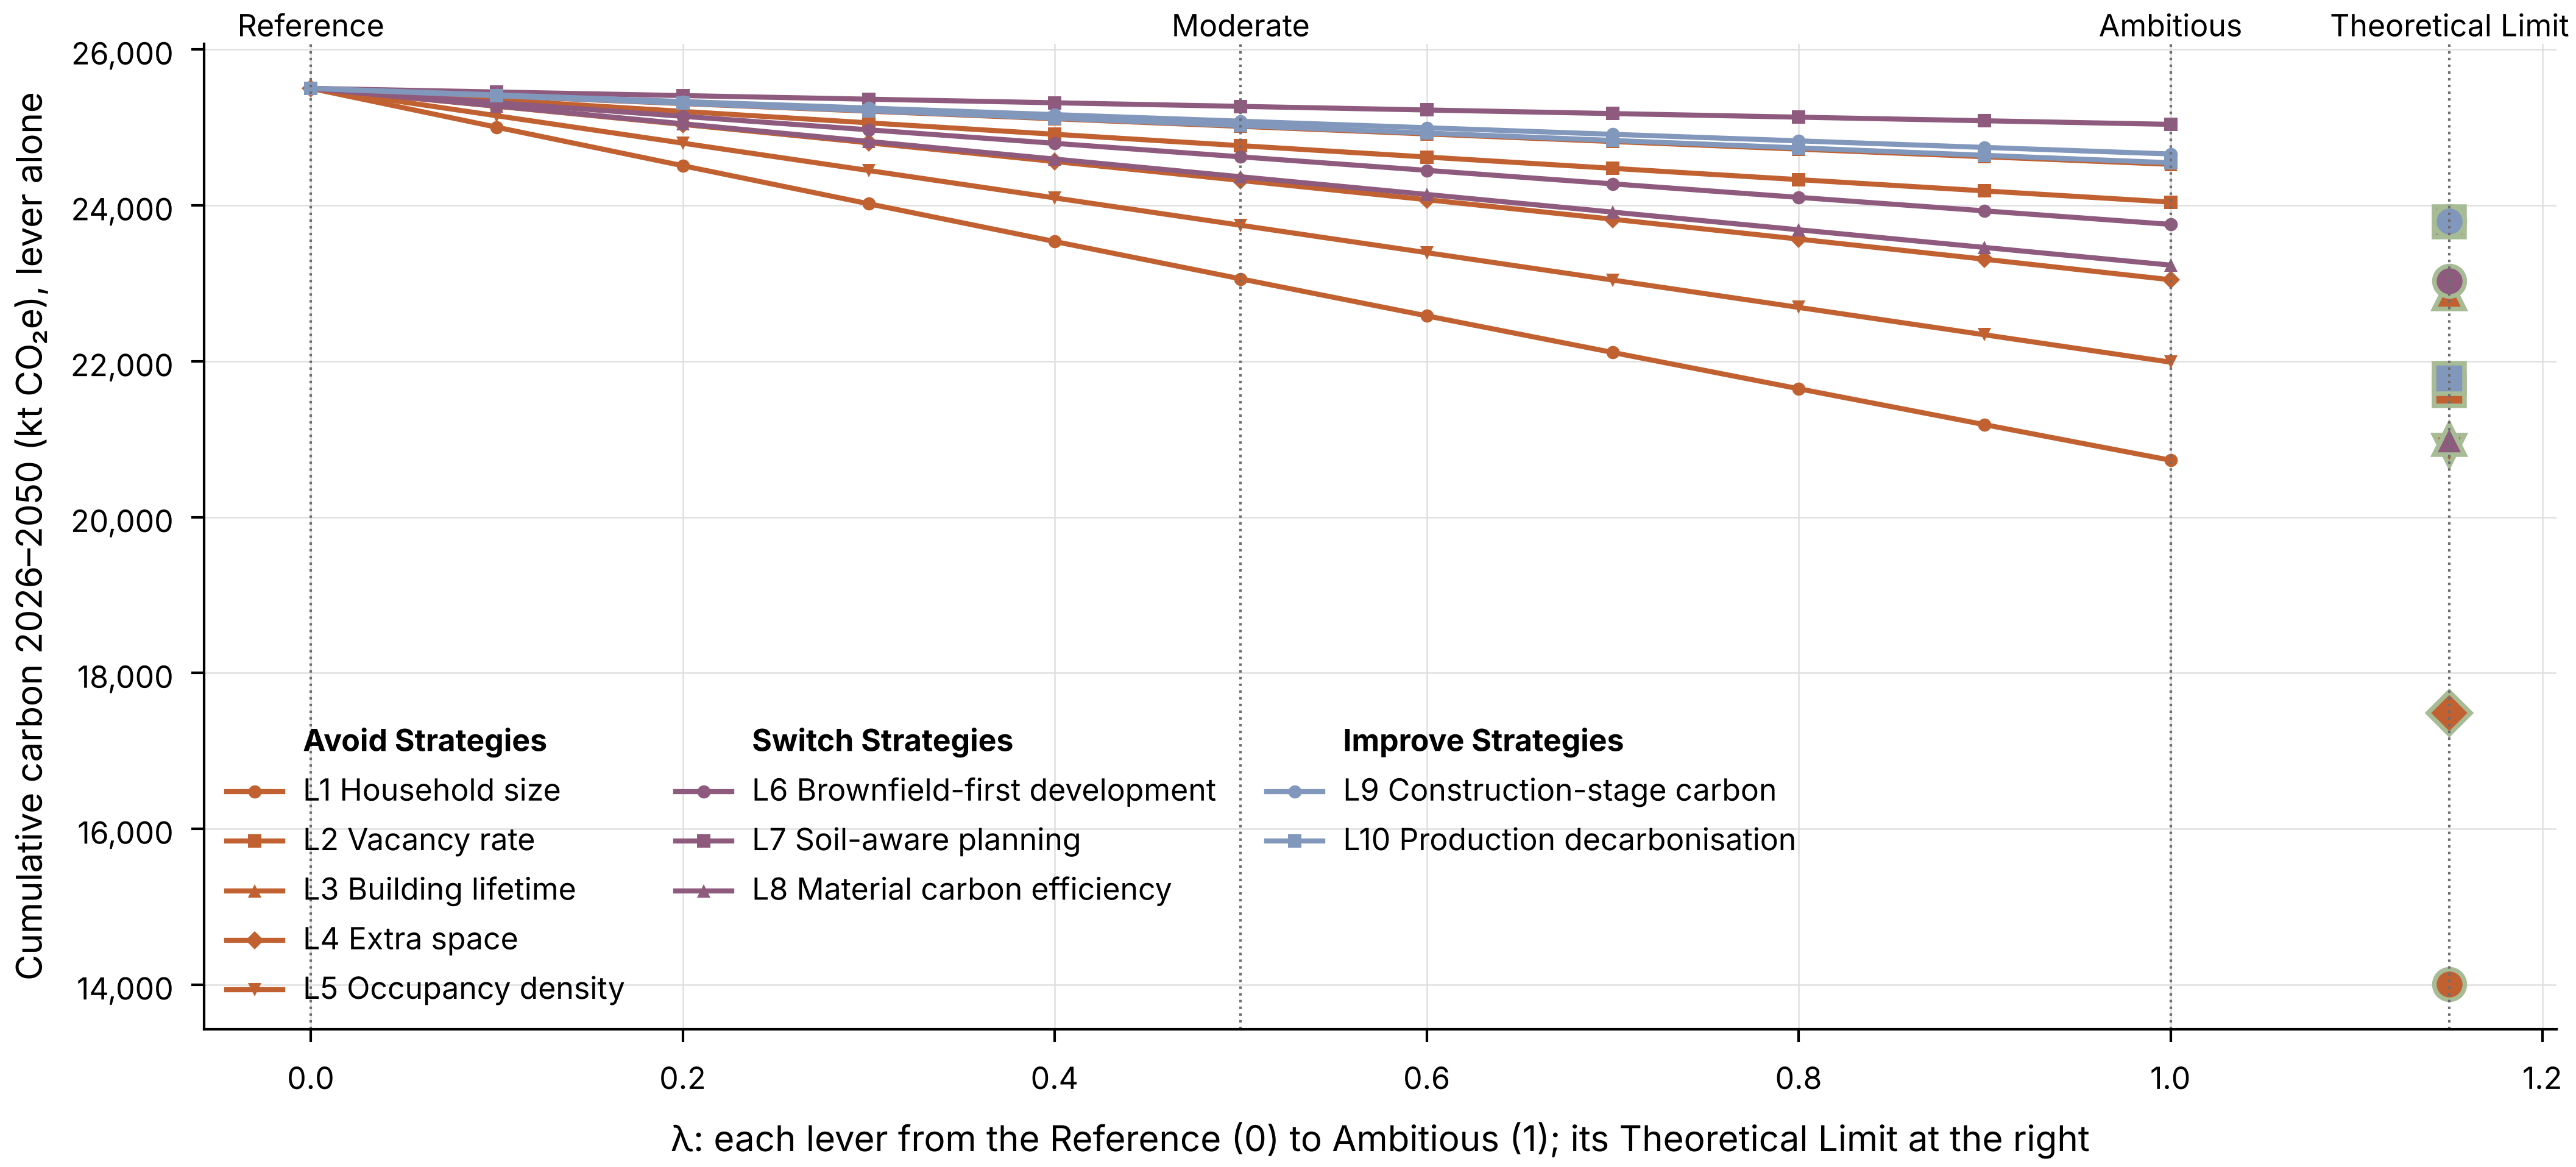 Reference
Moderate
Ambitious
Theoretical Limit
26,000
24,000
22,000
20,000
18,000
16,000
14,000
Cumulative carbon 2026–2050 (kt CO₂e), lever alone
Avoid Strategies
L1 Household size
L2 Vacancy rate
L3 Building lifetime
L4 Extra space
L5 Occupancy density
Switch Strategies
L6 Brownfield-first development
L7 Soil-aware planning
L8 Material carbon efficiency
Improve Strategies
L9 Construction-stage carbon
L10 Production decarbonisation
0.0
0.2
0.4
0.6
0.8
1.0
1.2
λ: each lever from the Reference (0) to Ambitious (1); its Theoretical Limit at the right